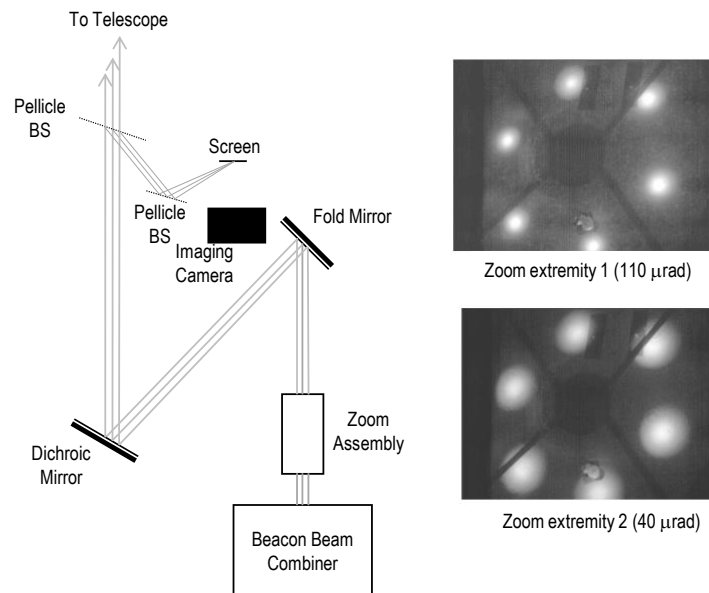 To Telescope
Pellicle
BS
Screen
Pellicle
BS
Imaging
Camera
Fold Mirror
Zoom
Assembly
Dichroic
Mirror
Beacon Beam
Combiner
Zoom extremity 1 (110 μrad)
Zoom extremity 2 (40 μrad)